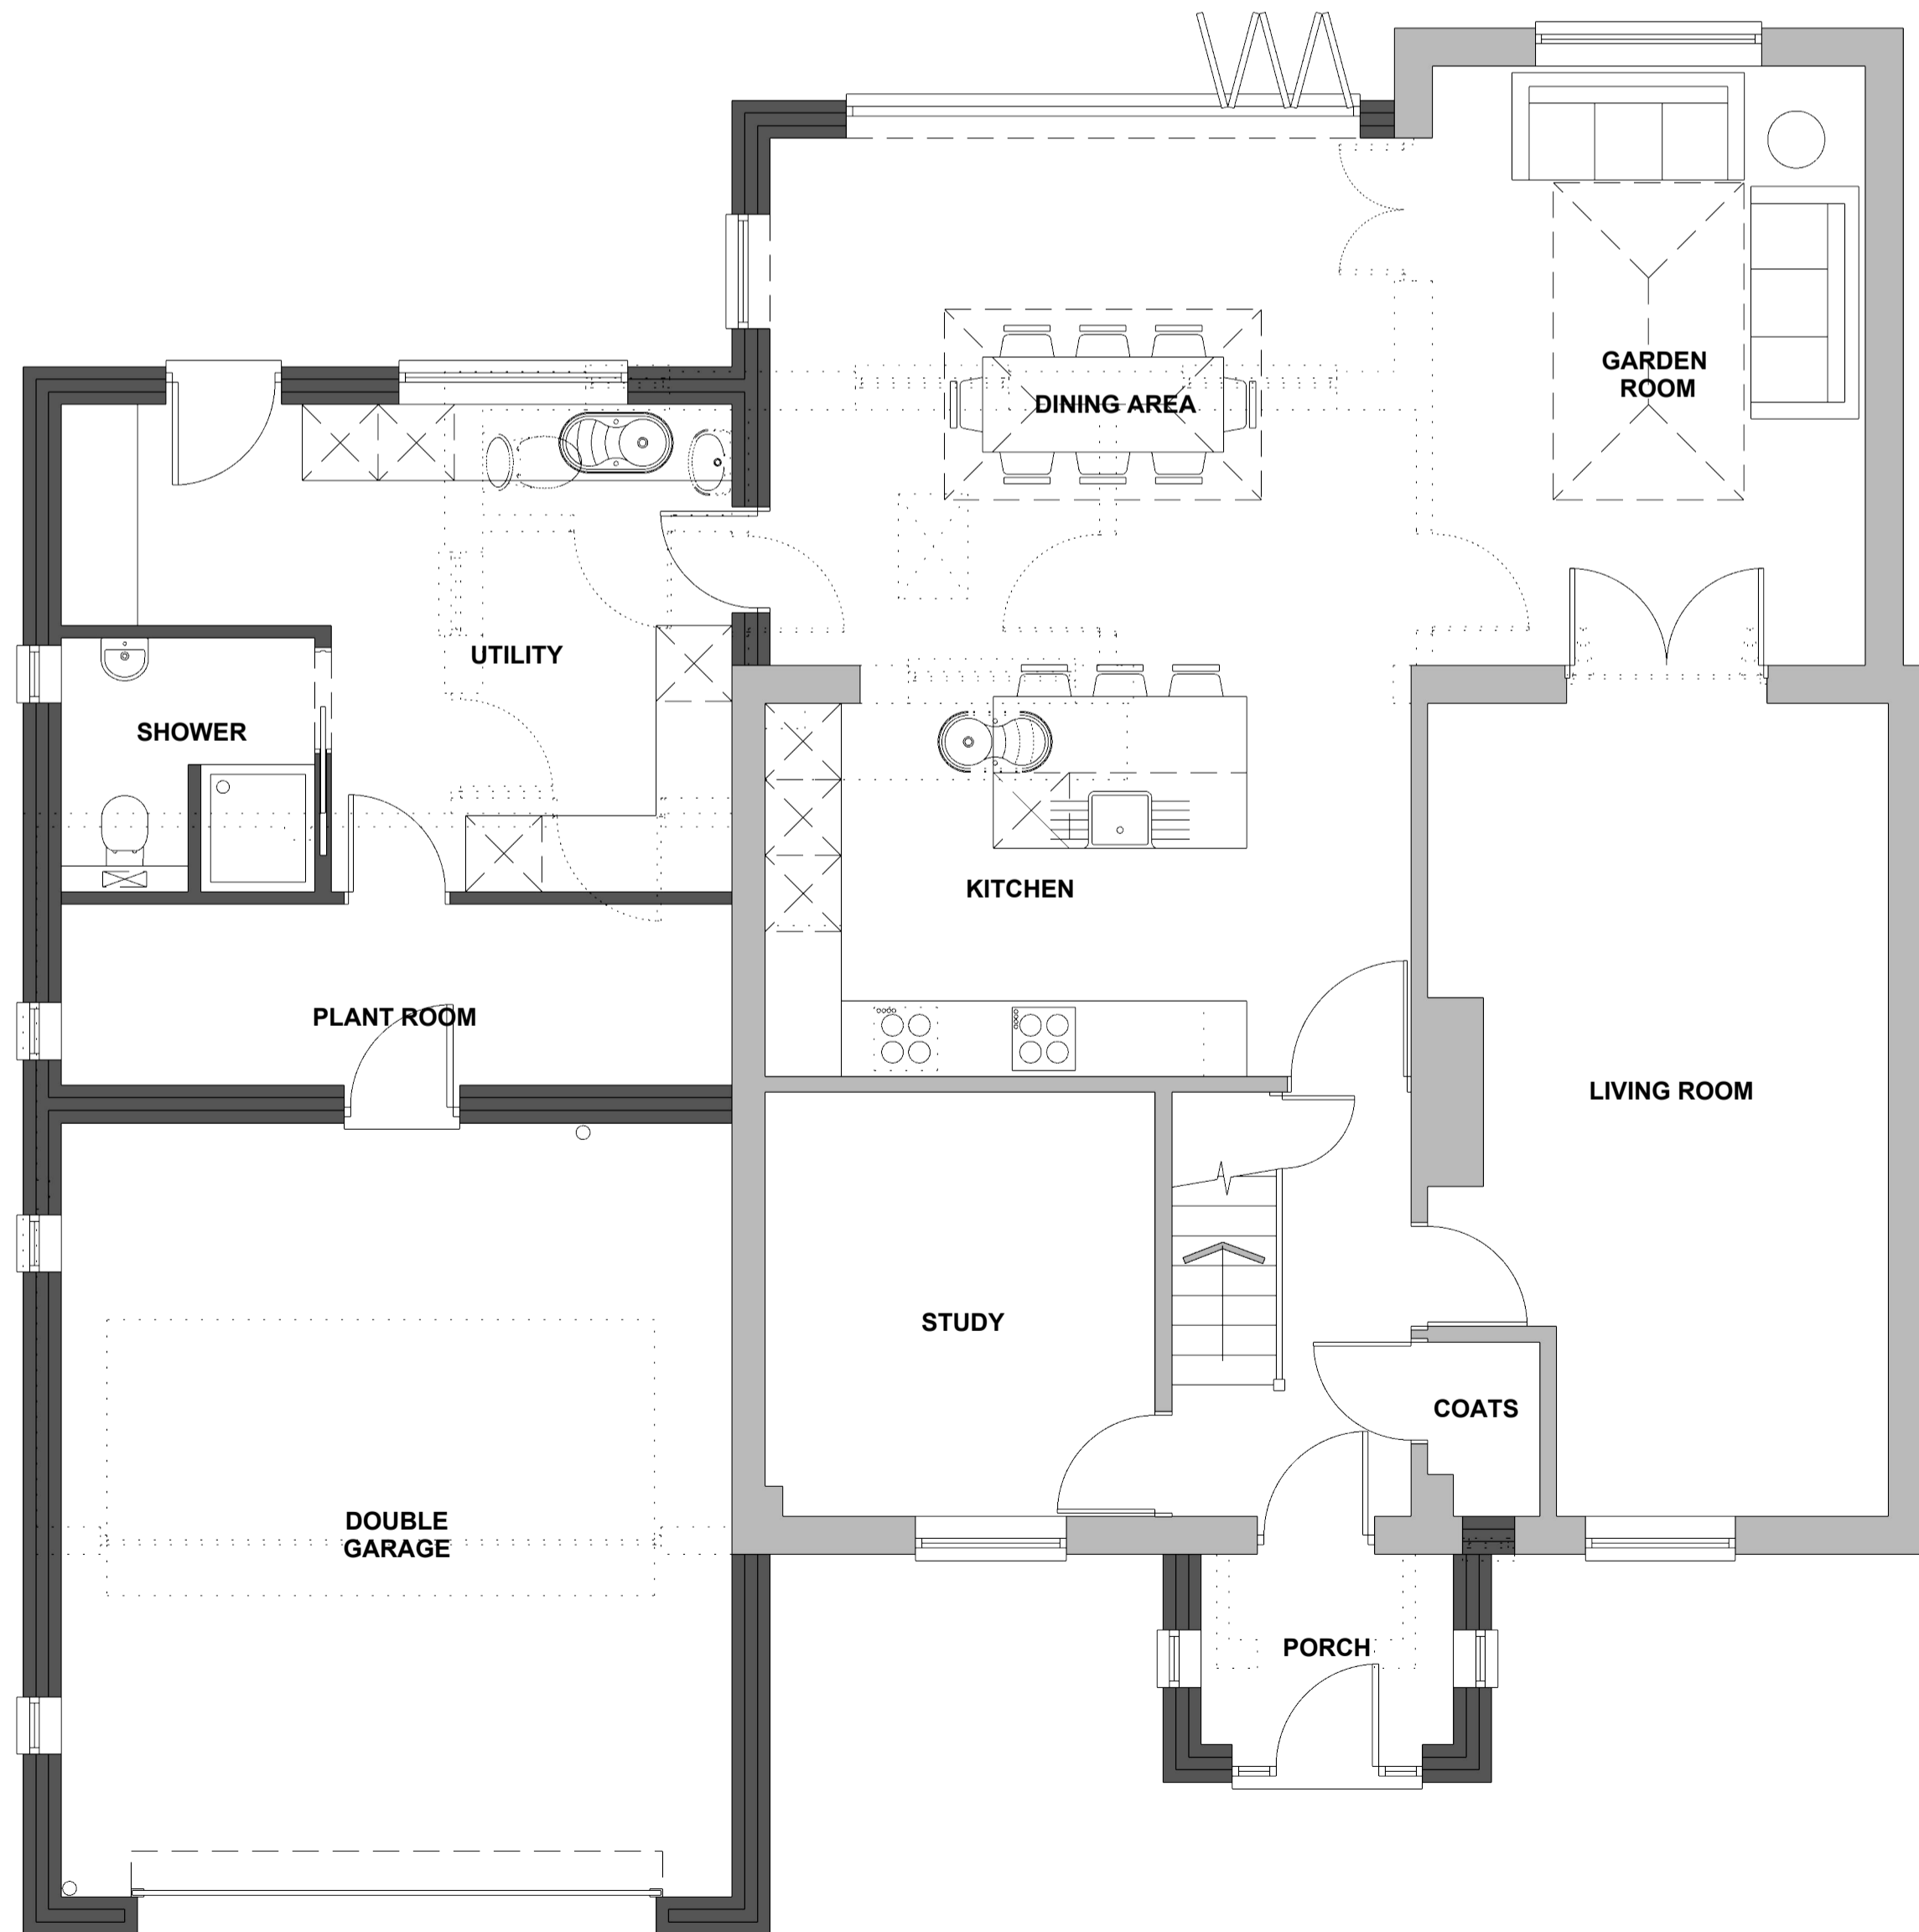 GARDEN
ROOM
DINING AREA
UTILITY
SHOWER
KITCHEN
PLANT ROOM
LIVING ROOM
STUDY
COATS
DOUBLE
GARAGE
PORCH